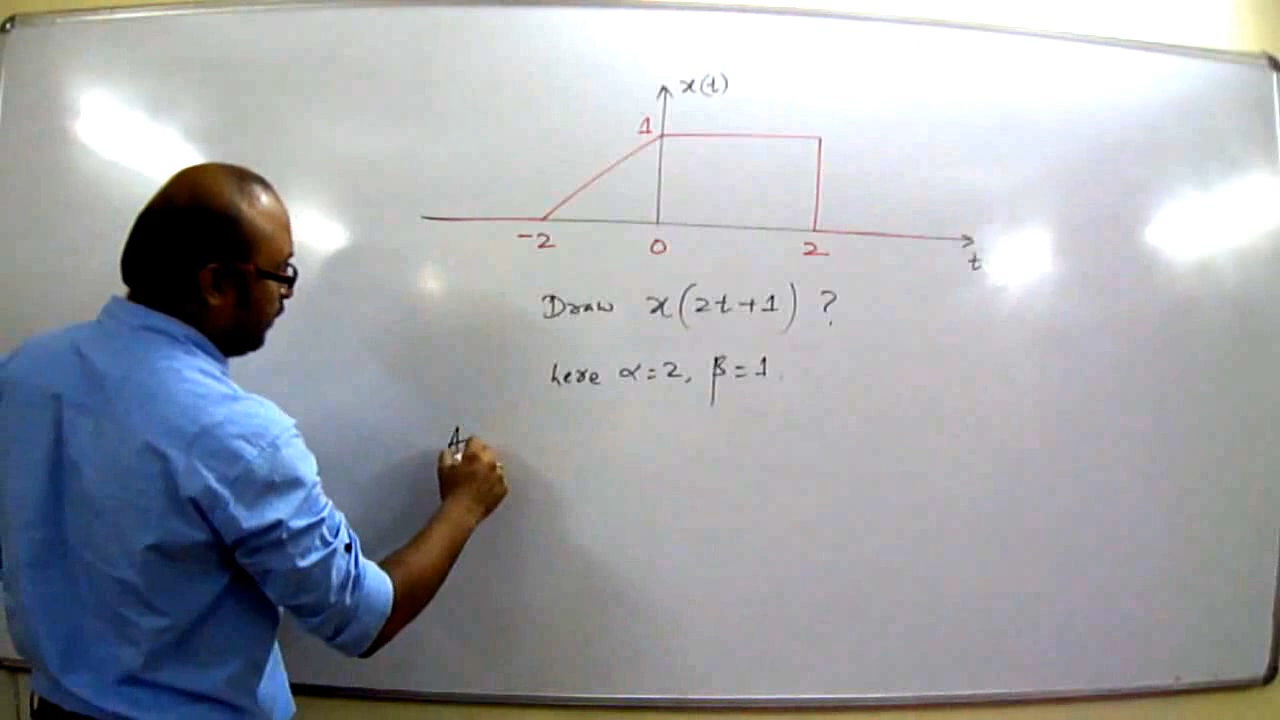 x(t)
1
-2 0 2
t
Draw x(2t+1) ?
here α=2, β=1.
A